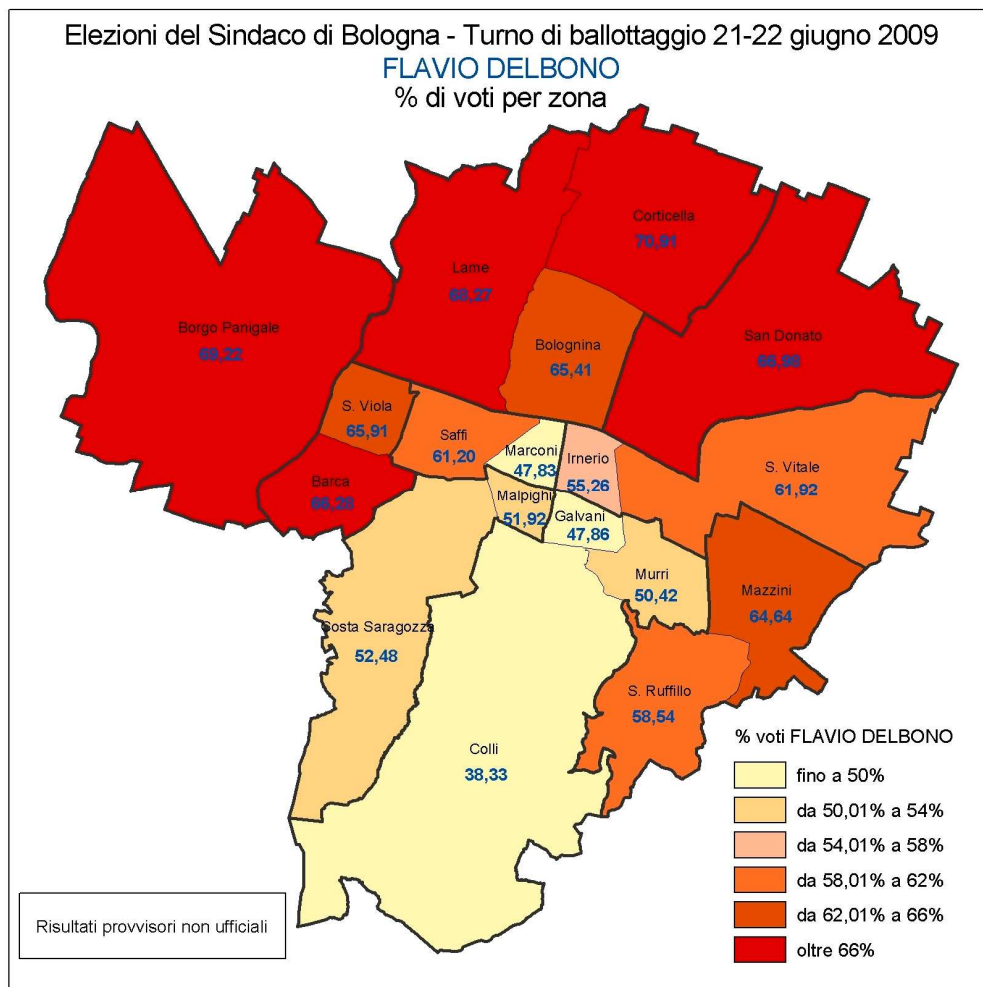 Elezioni del Sindaco di Bologna - Turno di ballottaggio 21-22 giugno 2009
FLAVIO DELBONO
% di voti per zona
Corticella
70,91
Lame
68,27
Borgo Panigale
69,22
San Donato
66,98
Bolognina
65,41
S. Viola
65,91
Saffi
61,20
Marconi
47,83
Irnerio
55,26
S. Vitale
61,92
Barca
66,28
Malpighi
51,92
Galvani
47,86
Murri
50,42
Mazzini
64,64
Costa Saragozza
52,48
S. Ruffillo
58,54
Colli
38,33
% voti FLAVIO DELBONO
fino a 50%
da 50,01% a 54%
da 54,01% a 58%
da 58,01% a 62%
da 62,01% a 66%
oltre 66%
Risultati provvisori non ufficiali